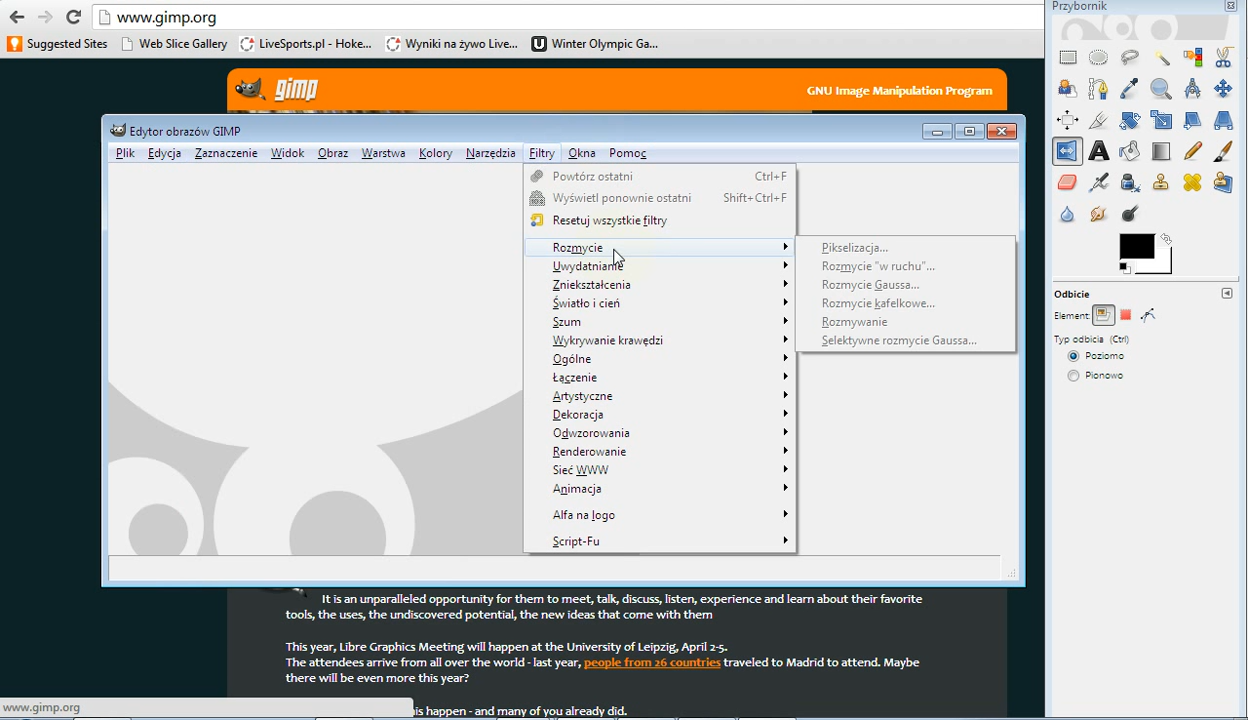 www.gimp.org
Suggested Sites
Web Slice Gallery
LiveSports.pl - Hoke...
Wyniki na żywo Live...
Winter Olympic Ga...
gimp
GNU Image Manipulation Program
Edytor obrazów GIMP
Plik Edycja Zaznaczenie Widok Obraz Warstwa Kolory Narzędzia Filtry Okna Pomoc
Powtórz ostatni Ctrl+F
Wyświetl ponownie ostatni Shift+Ctrl+F
Resetuj wszystkie filtry
Rozmycie
Uwydatnianie
Zniekształcenia
Światło i cień
Szum
Wykrywanie krawędzi
Ogólne
Łączenie
Artystyczne
Dekoracja
Odwzorowania
Renderowanie
Sieć WWW
Animacja
Alfa na logo
Script-Fu
Pikselizacja...
Rozmycie "w ruchu"...
Rozmycie Gaussa...
Rozmycie kafelkowe...
Rozmywanie
Selektywne rozmycie Gaussa...
Przybornik
Odbicie
Element:
Typ odbicia (Ctrl)
Poziomo
Pionowo
It is an unparalleled opportunity for them to meet, talk, discuss, listen, experience and learn about their favorite
tools, the uses, the undiscovered potential, the new ideas that come with them
This year, Libre Graphics Meeting will happen at the University of Leipzig, April 2-5.
The attendees arrive from all over the world - last year, people from 26 countries traveled to Madrid to attend. Maybe
there will be even more this year?
www.gimp.org
his happen - and many of you already did.